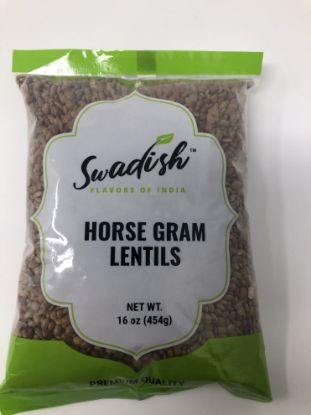 Swadish™
FLAVORS OF INDIA
HORSE GRAM
LENTILS
NET WT.
16 oz (454g)
PREMIUM QUALITY